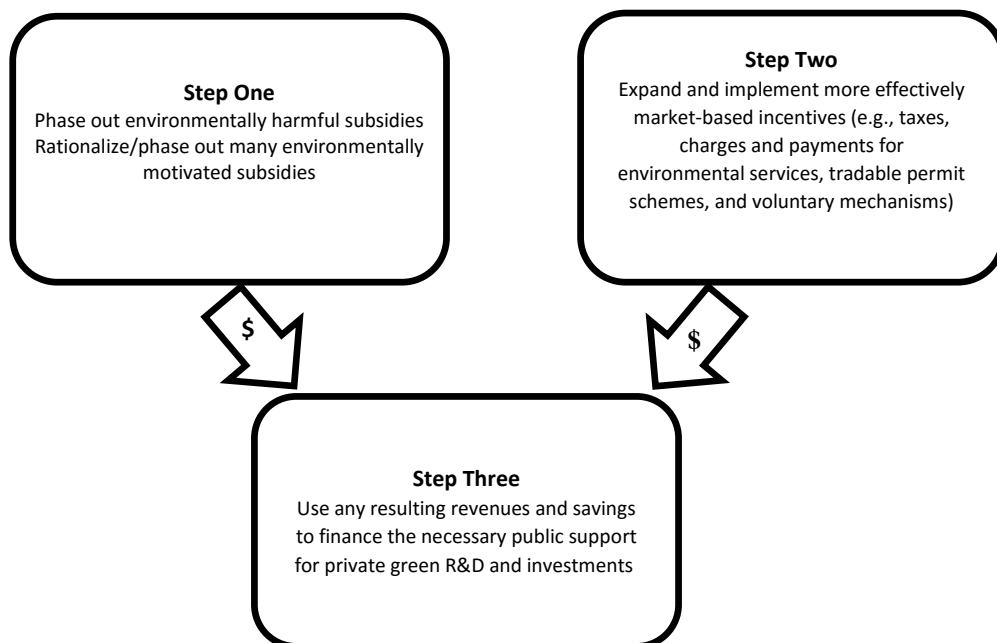 Step One
Phase out environmentally harmful subsidies
Rationalize/phase out many environmentally
motivated subsidies
Step Two
Expand and implement more effectively
market-based incentives (e.g., taxes,
charges and payments for
environmental services, tradable permit
schemes, and voluntary mechanisms)
$
$
Step Three
Use any resulting revenues and savings
to finance the necessary public support
for private green R&D and investments